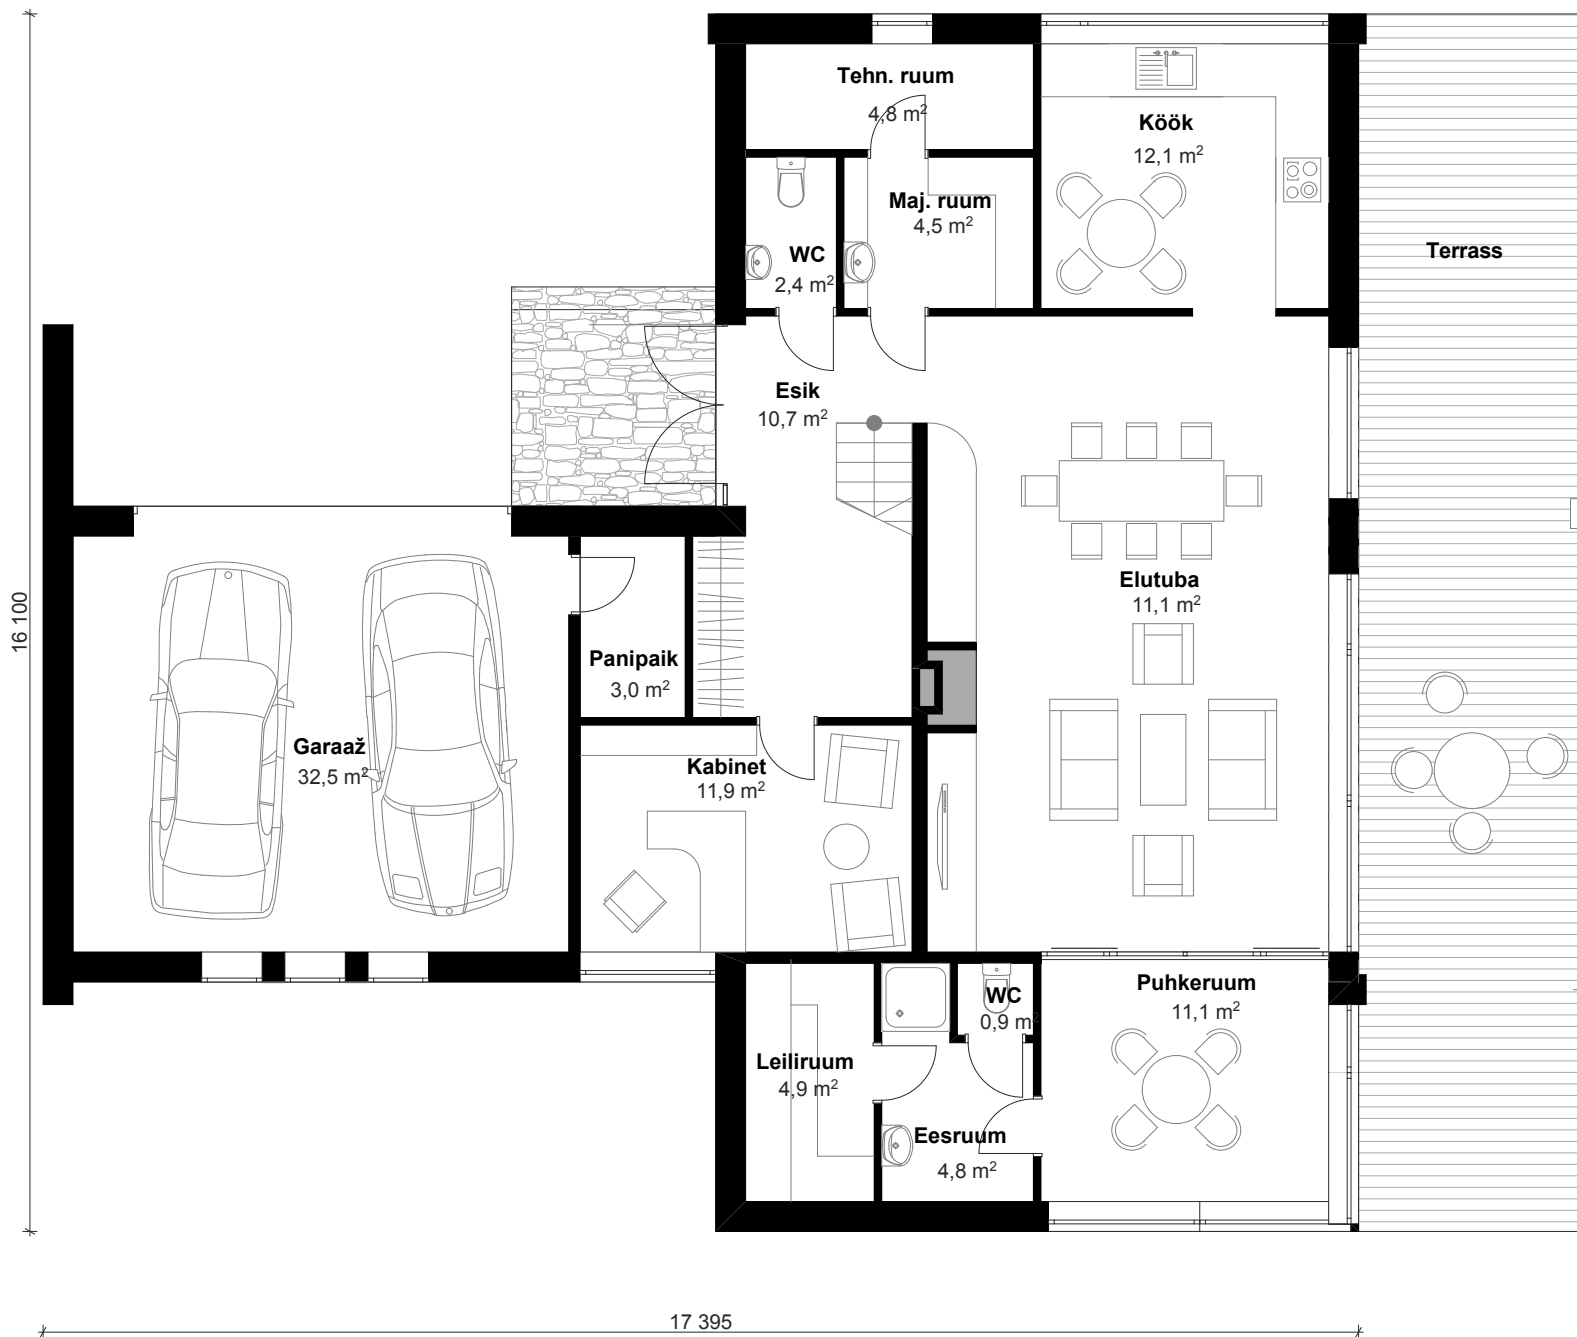 Tehn. ruum
4,8 m²
Köök
12,1 m²
Maj. ruum
4,5 m²
WC
2,4 m²
Terrass
Esik
10,7 m²
Elutuba
11,1 m²
16 100
Panipaik
3,0 m²
Garaaž
32,5 m²
Kabinet
11,9 m²
Puhkeruum
11,1 m²
WC
0,9 m²
Leiliruum
4,9 m²
Eesruum
4,8 m²
17 395